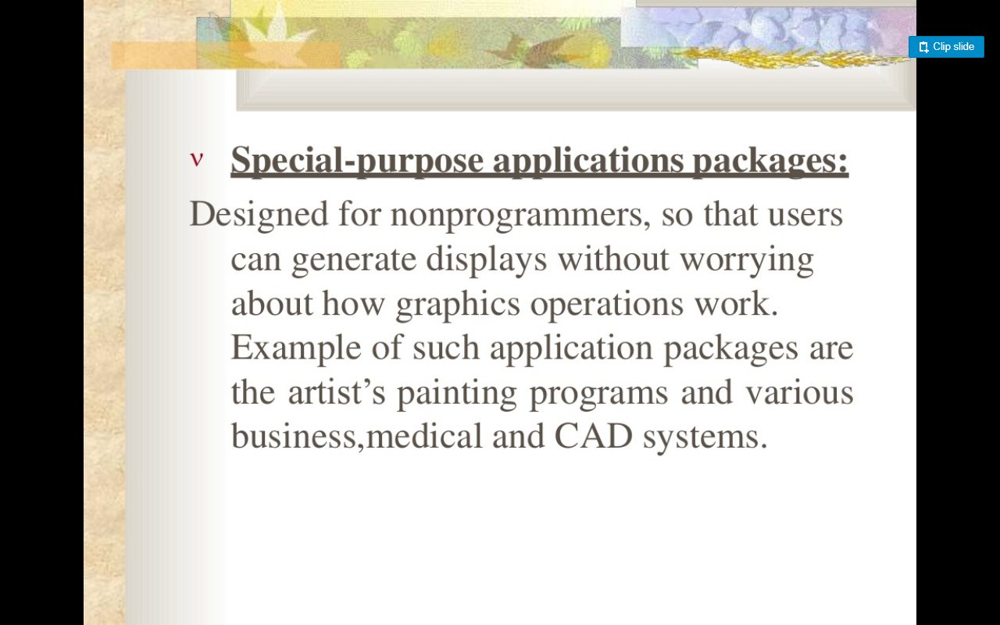 Clip slide
ν Special-purpose applications packages:
Designed for nonprogrammers, so that users
can generate displays without worrying
about how graphics operations work.
Example of such application packages are
the artist’s painting programs and various
business,medical and CAD systems.